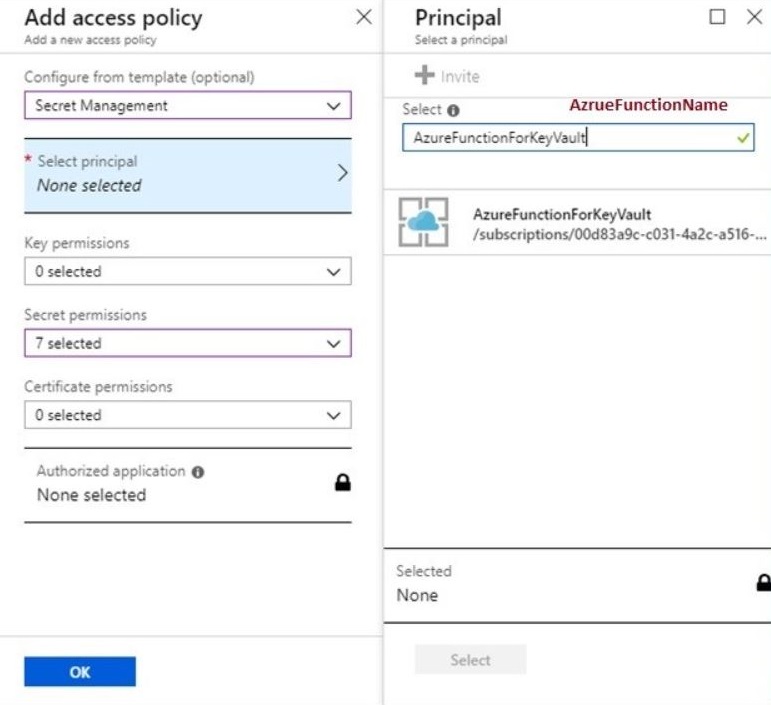 Add access policy
Add a new access policy
Configure from template (optional)
Secret Management
* Select principal
None selected
Key permissions
0 selected
Secret permissions
7 selected
Certificate permissions
0 selected
Authorized application
None selected
OK
Principal
Select a principal
Invite
Select
AzrueFunctionName
AzureFunctionForKeyVault
AzureFunctionForKeyVault
/subscriptions/00d83a9c-c031-4a2c-a516-...
Selected
None
Select